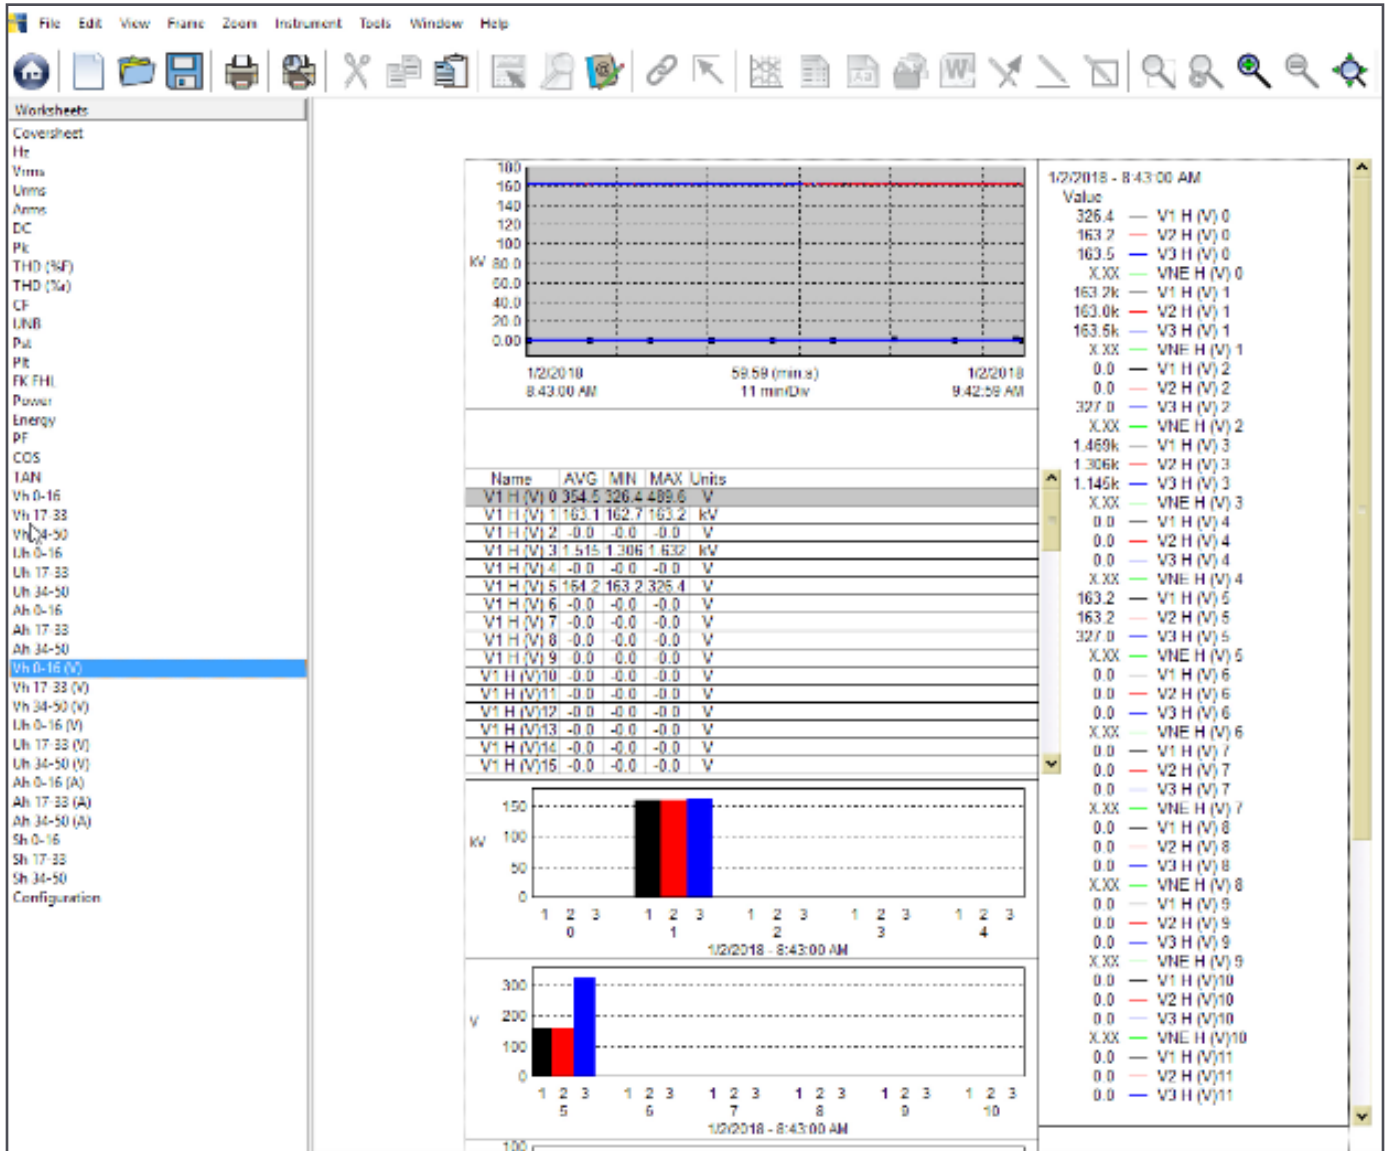 File Edit View Frame Zoom Instrument Tools Window Help
Worksheets
Coversheet
Hz
Vrms
Urms
Arms
DC
Pk
THD (%F)
THD (%r)
CF
UNB
Pst
Plt
FK FHL
Power
Energy
PF
COS
TAN
Vh 0-16
Vh 17-33
Vh 34-50
Uh 0-16
Uh 17-33
Uh 34-50
Ah 0-16
Ah 17-33
Ah 34-50
Vh 0-16 (V)
Vh 17-33 (V)
Vh 34-50 (V)
Uh 0-16 (V)
Uh 17-33 (V)
Uh 34-50 (V)
Ah 0-16 (A)
Ah 17-33 (A)
Ah 34-50 (A)
Sh 0-16
Sh 17-33
Sh 34-50
Configuration
180
160
140
120
100
kV 80.0
60.0
40.0
20.0
0.00
1/2/2018 59:59 (min:s) 1/2/2018
8:43:00 AM 11 min/Div 9:42:59 AM
Name AVG MIN MAX Units
V1 H (V) 0 354.5 326.4 489.6 V
V1 H (V) 1 163.1 162.7 163.2 kV
V1 H (V) 2 -0.0 -0.0 -0.0 V
V1 H (V) 3 1.515 1.306 1.632 kV
V1 H (V) 4 -0.0 -0.0 -0.0 V
V1 H (V) 5 164.2 163.2 326.4 V
V1 H (V) 6 -0.0 -0.0 -0.0 V
V1 H (V) 7 -0.0 -0.0 -0.0 V
V1 H (V) 8 -0.0 -0.0 -0.0 V
V1 H (V) 9 -0.0 -0.0 -0.0 V
V1 H (V)10 -0.0 -0.0 -0.0 V
V1 H (V)11 -0.0 -0.0 -0.0 V
V1 H (V)12 -0.0 -0.0 -0.0 V
V1 H (V)13 -0.0 -0.0 -0.0 V
V1 H (V)14 -0.0 -0.0 -0.0 V
V1 H (V)15 -0.0 -0.0 -0.0 V
150
kV 100
50
0
1 2 3 1 2 3 1 2 3 1 2 3 1 2 3
0 1 2 3 4
1/2/2018 - 8:43:00 AM
300
V 200
100
0
1 2 3 1 2 3 1 2 3 1 2 3 1 2 3 1 2 3
5 6 7 8 9 10
1/2/2018 - 8:43:00 AM
100
1/2/2018 - 8:43:00 AM
Value
326.4 V1 H (V) 0
163.2 V2 H (V) 0
163.5 V3 H (V) 0
X.XX VNE H (V) 0
163.2k V1 H (V) 1
163.0k V2 H (V) 1
163.6k V3 H (V) 1
X.XX VNE H (V) 1
0.0 V1 H (V) 2
0.0 V2 H (V) 2
327.0 V3 H (V) 2
X.XX VNE H (V) 2
1.469k V1 H (V) 3
1.306k V2 H (V) 3
1.145k V3 H (V) 3
X.XX VNE H (V) 3
0.0 V1 H (V) 4
0.0 V2 H (V) 4
0.0 V3 H (V) 4
X.XX VNE H (V) 4
163.2 V1 H (V) 5
163.2 V2 H (V) 5
327.0 V3 H (V) 5
X.XX VNE H (V) 5
0.0 V1 H (V) 6
0.0 V2 H (V) 6
0.0 V3 H (V) 6
X.XX VNE H (V) 6
0.0 V1 H (V) 7
0.0 V2 H (V) 7
0.0 V3 H (V) 7
X.XX VNE H (V) 7
0.0 V1 H (V) 8
0.0 V2 H (V) 8
0.0 V3 H (V) 8
X.XX VNE H (V) 8
0.0 V1 H (V) 9
0.0 V2 H (V) 9
0.0 V3 H (V) 9
X.XX VNE H (V) 9
0.0 V1 H (V)10
0.0 V2 H (V)10
0.0 V3 H (V)10
X.XX VNE H (V)10
0.0 V1 H (V)11
0.0 V2 H (V)11
0.0 V3 H (V)11